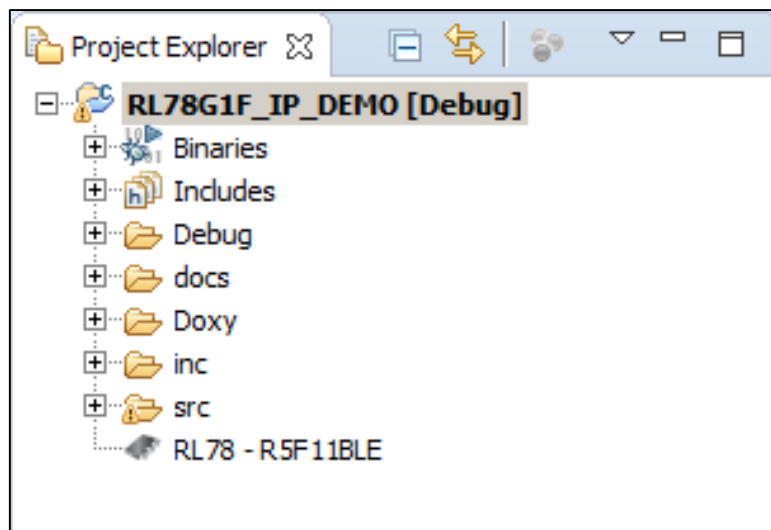 Project Explorer
RL78G1F_IP_DEMO [Debug]
Binaries
Includes
Debug
docs
Doxy
inc
src
RL78 - R5F11BLE